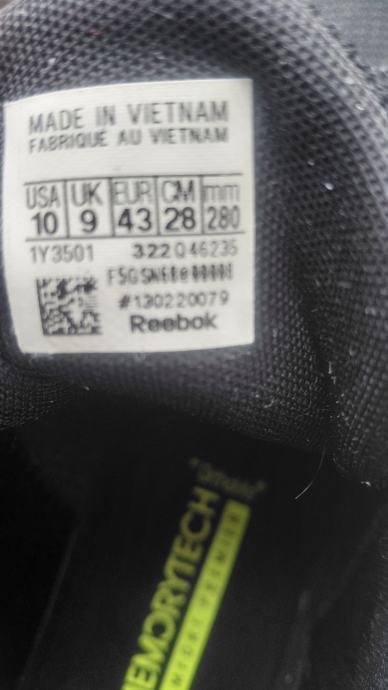 MADE IN VIETNAM
FABRIQUE AU VIETNAM
USA UK EUR CM mm
10 9 43 28 280
1Y3501 322Q46235
#130220079
Reebok
MEMORYTECH